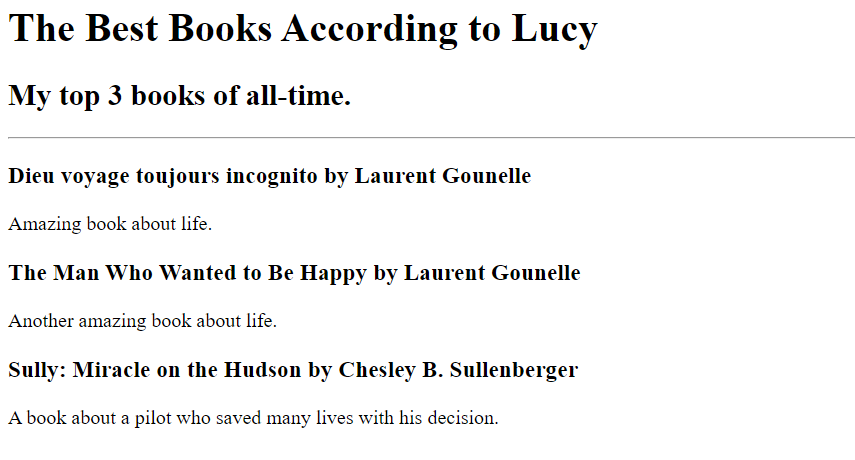 The Best Books According to Lucy
My top 3 books of all-time.
Dieu voyage toujours incognito by Laurent Gounelle
Amazing book about life.
The Man Who Wanted to Be Happy by Laurent Gounelle
Another amazing book about life.
Sully: Miracle on the Hudson by Chesley B. Sullenberger
A book about a pilot who saved many lives with his decision.